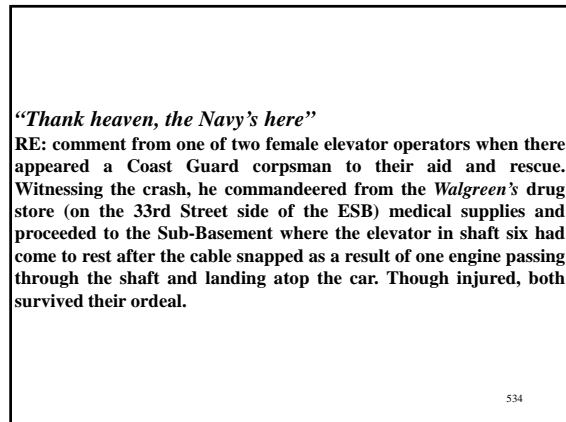 “Thank heaven, the Navy’s here”
RE: comment from one of two female elevator operators when there
appeared a Coast Guard corpsman to their aid and rescue.
Witnessing the crash, he commandeered from the Walgreen’s drug
store (on the 33rd Street side of the ESB) medical supplies and
proceeded to the Sub-Basement where the elevator in shaft six had
come to rest after the cable snapped as a result of one engine passing
through the shaft and landing atop the car. Though injured, both
survived their ordeal.
534